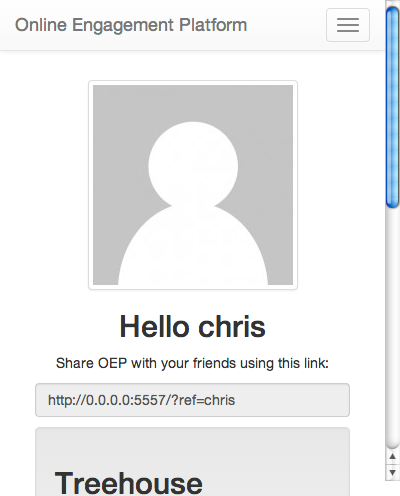 Online Engagement Platform
Hello chris
Share OEP with your friends using this link:
http://0.0.0.0:5557/?ref=chris
Treehouse